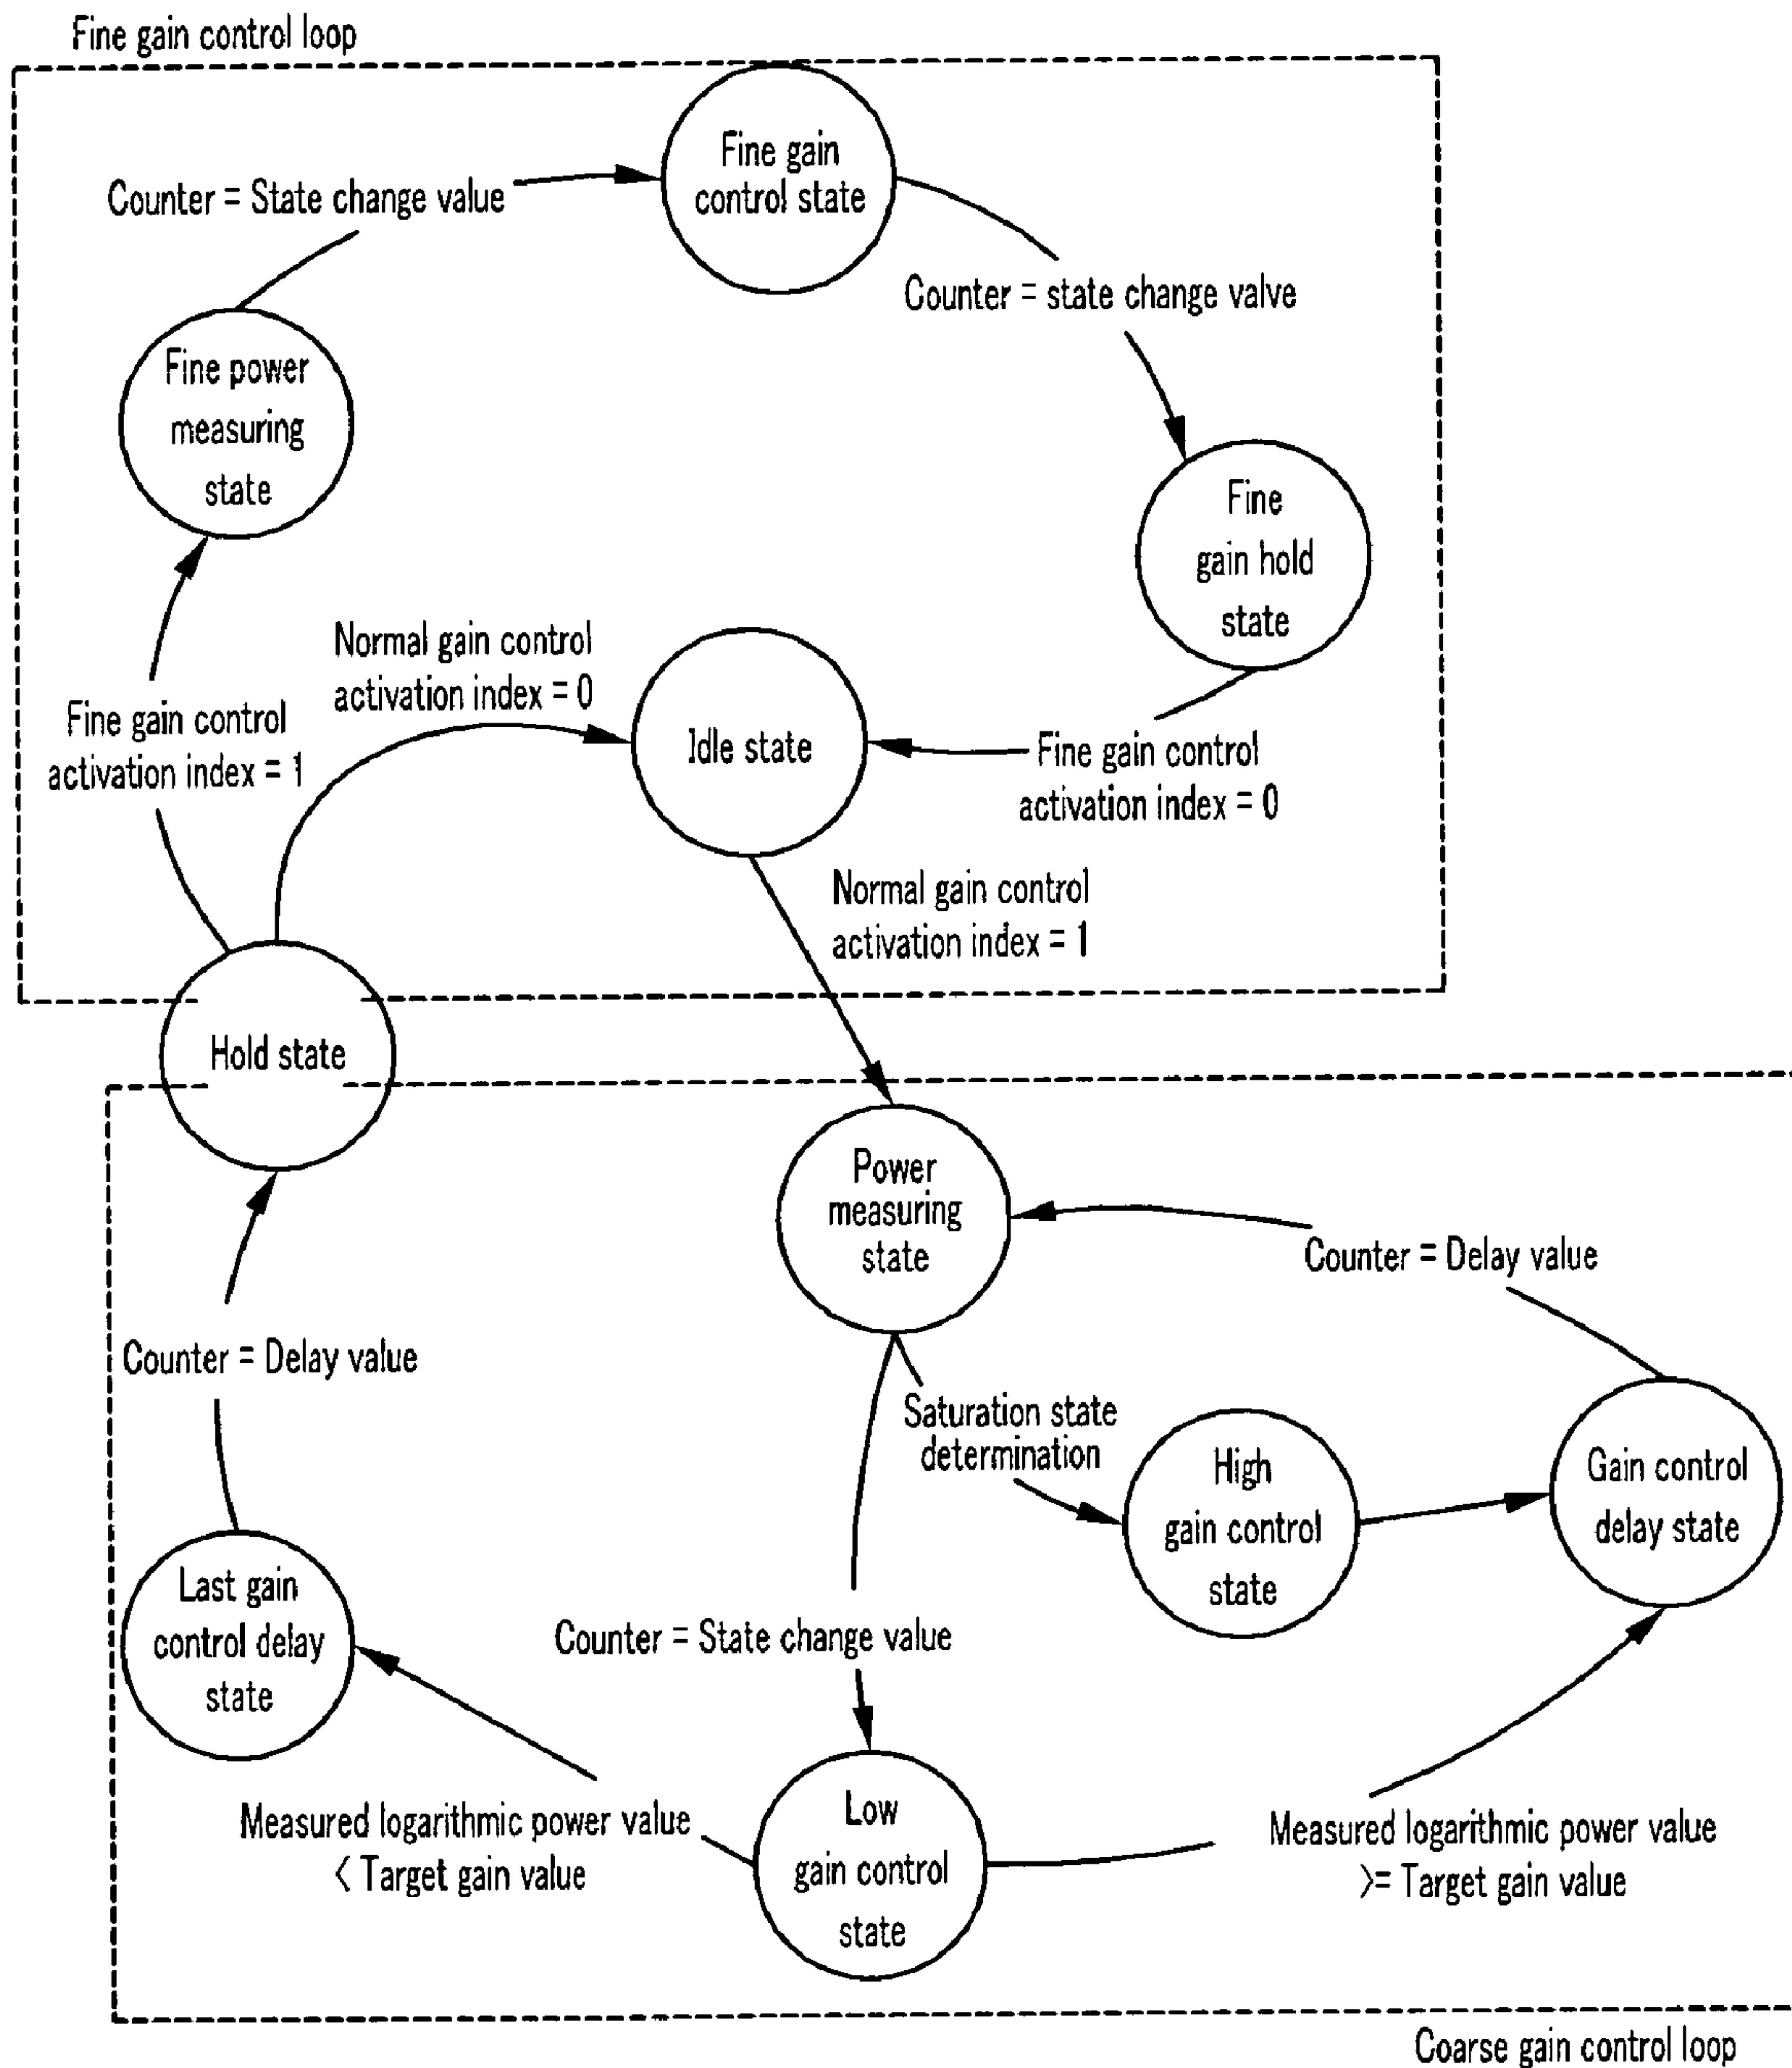 Fine gain control loop
Fine gain
control state
Counter = State change value
Counter = state change valve
Fine power
measuring
state
Fine
gain hold
state
Normal gain control
activation index = 0
Fine gain control
activation index = 1
Idle state
Fine gain control
activation index = 0
Normal gain control
activation index = 1
Hold state
Power
measuring
state
Counter = Delay value
Counter = Delay value
Saturation state
determination
High
gain control
state
Gain control
delay state
Last gain
control delay
state
Counter = State change value
Measured logarithmic power value
< Target gain value
Low
gain control
state
Measured logarithmic power value
>= Target gain value
Coarse gain control loop